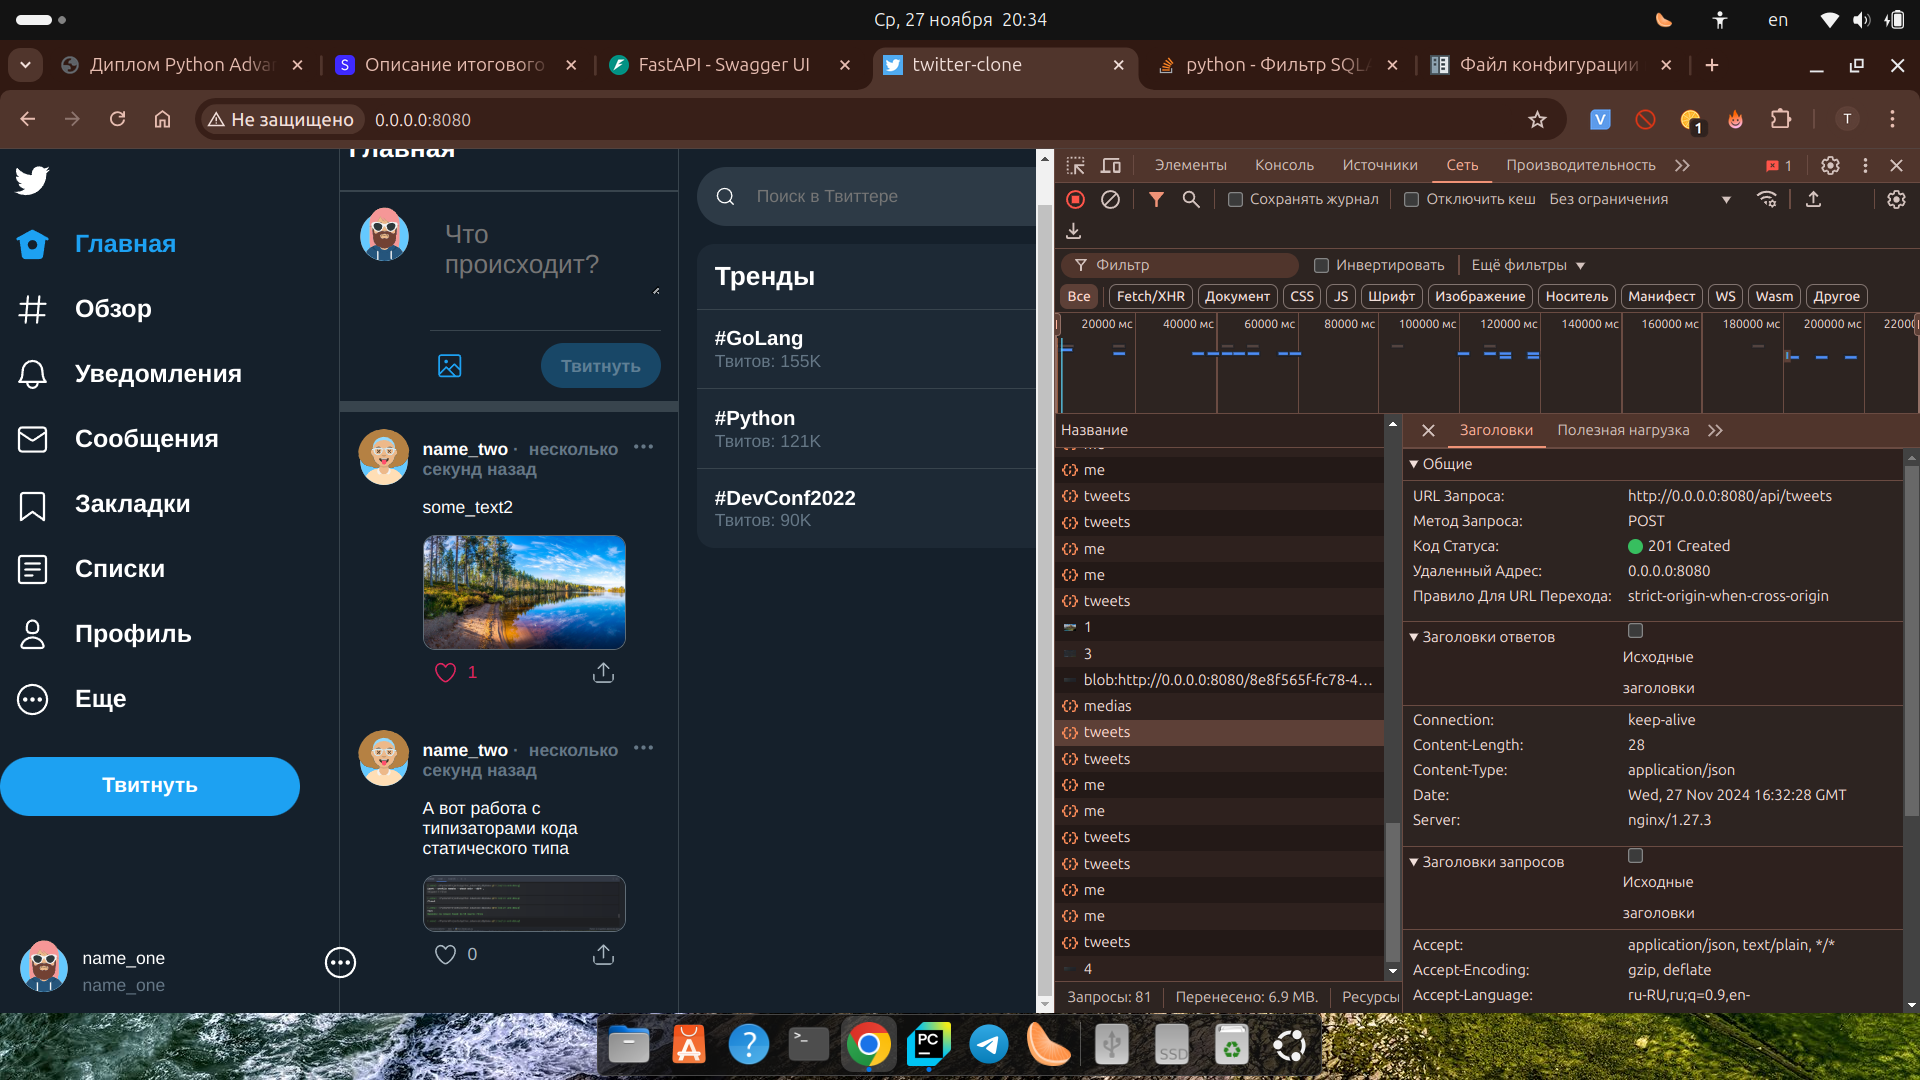 Ср, 27 ноября 20:34
en
Диплом Python Adva
Описание итогового
FastAPI - Swagger UI
twitter-clone
python - Фильтр SQLA
Файл конфигурации
Не защищено
0.0.0.0:8080
1
T
Главная
Обзор
Уведомления
Сообщения
Закладки
Списки
Профиль
Еще
Твитнуть
name_one
name_one
Главная
Что
происходит?
Твитнуть
name_two · несколько
секунд назад
some_text2
1
name_two · несколько
секунд назад
А вот работа с
типизаторами кода
статического типа
0
Поиск в Твиттере
Тренды
#GoLang
Твитов: 155K
#Python
Твитов: 121K
#DevConf2022
Твитов: 90K
Элементы
Консоль
Источники
Сеть
Производительность
1
Сохранять журнал
Отключить кеш
Без ограничения
Фильтр
Инвертировать
Ещё фильтры
Все
Fetch/XHR
Документ
CSS
JS
Шрифт
Изображение
Носитель
Манифест
WS
Wasm
Другое
20000 мс
40000 мс
60000 мс
80000 мс
100000 мс
120000 мс
140000 мс
160000 мс
180000 мс
200000 мс
22000
Название
me
me
tweets
tweets
me
me
tweets
1
3
blob:http://0.0.0.0:8080/8e8f565f-fc78-4…
medias
tweets
tweets
me
me
tweets
tweets
me
me
tweets
4
Запросы: 81
Перенесено: 6.9 MB.
Ресурсы
Заголовки
Полезная нагрузка
Общие
URL Запроса: http://0.0.0.0:8080/api/tweets
Метод Запроса: POST
Код Статуса: 201 Created
Удаленный Адрес: 0.0.0.0:8080
Правило Для URL Перехода: strict-origin-when-cross-origin
Заголовки ответов
Исходные
заголовки
Connection: keep-alive
Content-Length: 28
Content-Type: application/json
Date: Wed, 27 Nov 2024 16:32:28 GMT
Server: nginx/1.27.3
Заголовки запросов
Исходные
заголовки
Accept: application/json, text/plain, */*
Accept-Encoding: gzip, deflate
Accept-Language: ru-RU,ru;q=0.9,en-
PC
SSD